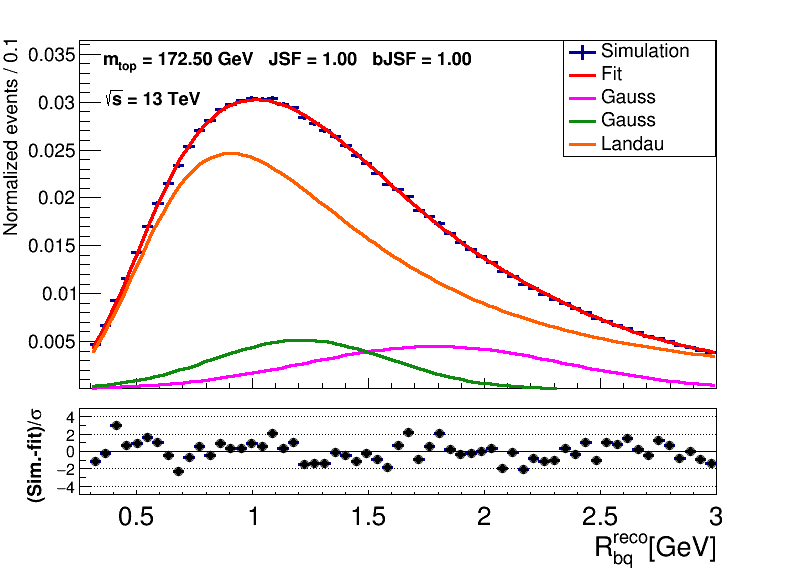 Normalized events / 0.1
0.035
0.03
0.025
0.02
0.015
0.01
0.005
m_top = 172.50 GeV JSF = 1.00 bJSF = 1.00
√s = 13 TeV
Simulation
Fit
Gauss
Gauss
Landau
(Sim.-fit)/σ
4
2
0
−2
−4
0.5 1 1.5 2 2.5 3
R_bq^reco[GeV]